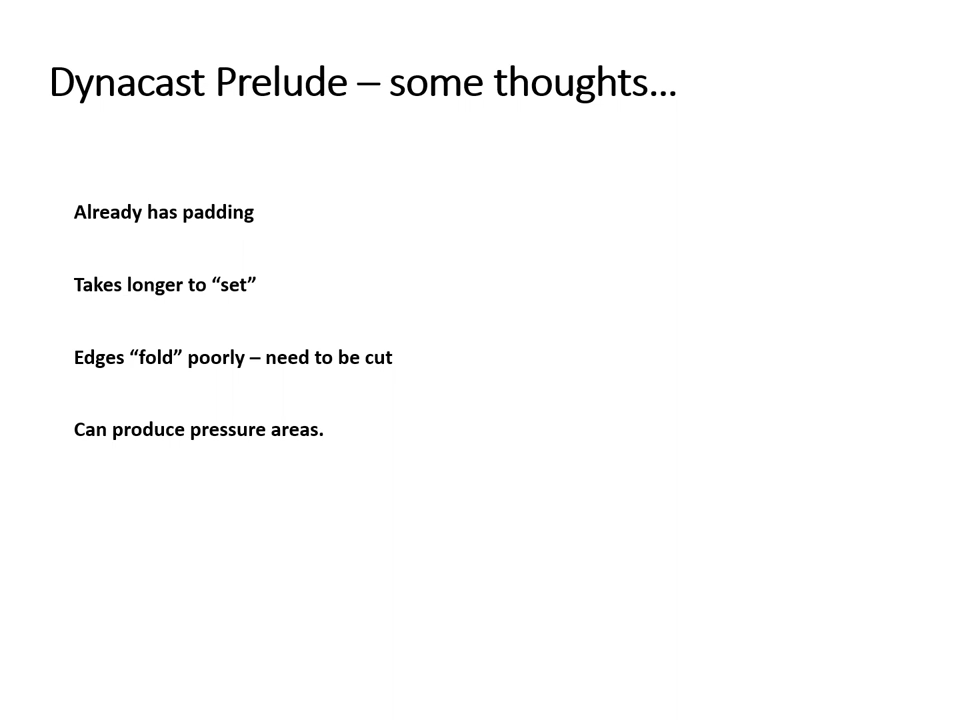 Dynacast Prelude – some thoughts…
Already has padding
Takes longer to “set”
Edges “fold” poorly – need to be cut
Can produce pressure areas.